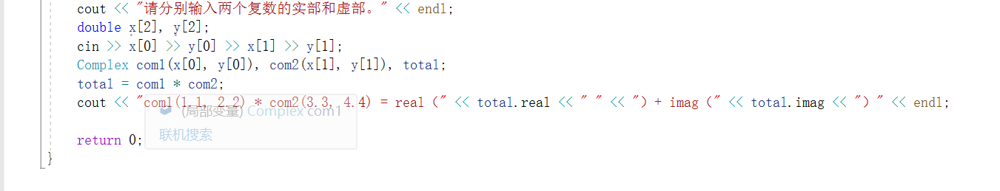 cout << "请分别输入两个复数的实部和虚部。" << endl;
double x[2], y[2];
cin >> x[0] >> y[0] >> x[1] >> y[1];
Complex com1(x[0], y[0]), com2(x[1], y[1]), total;
total = com1 * com2;
cout << "com1(1.1, 2.2) * com2(3.3, 4.4) = real (" << total.real << " " << ") + imag (" << total.imag << ") " << endl;
(局部变量) Complex com1
联机搜索
return 0;
}